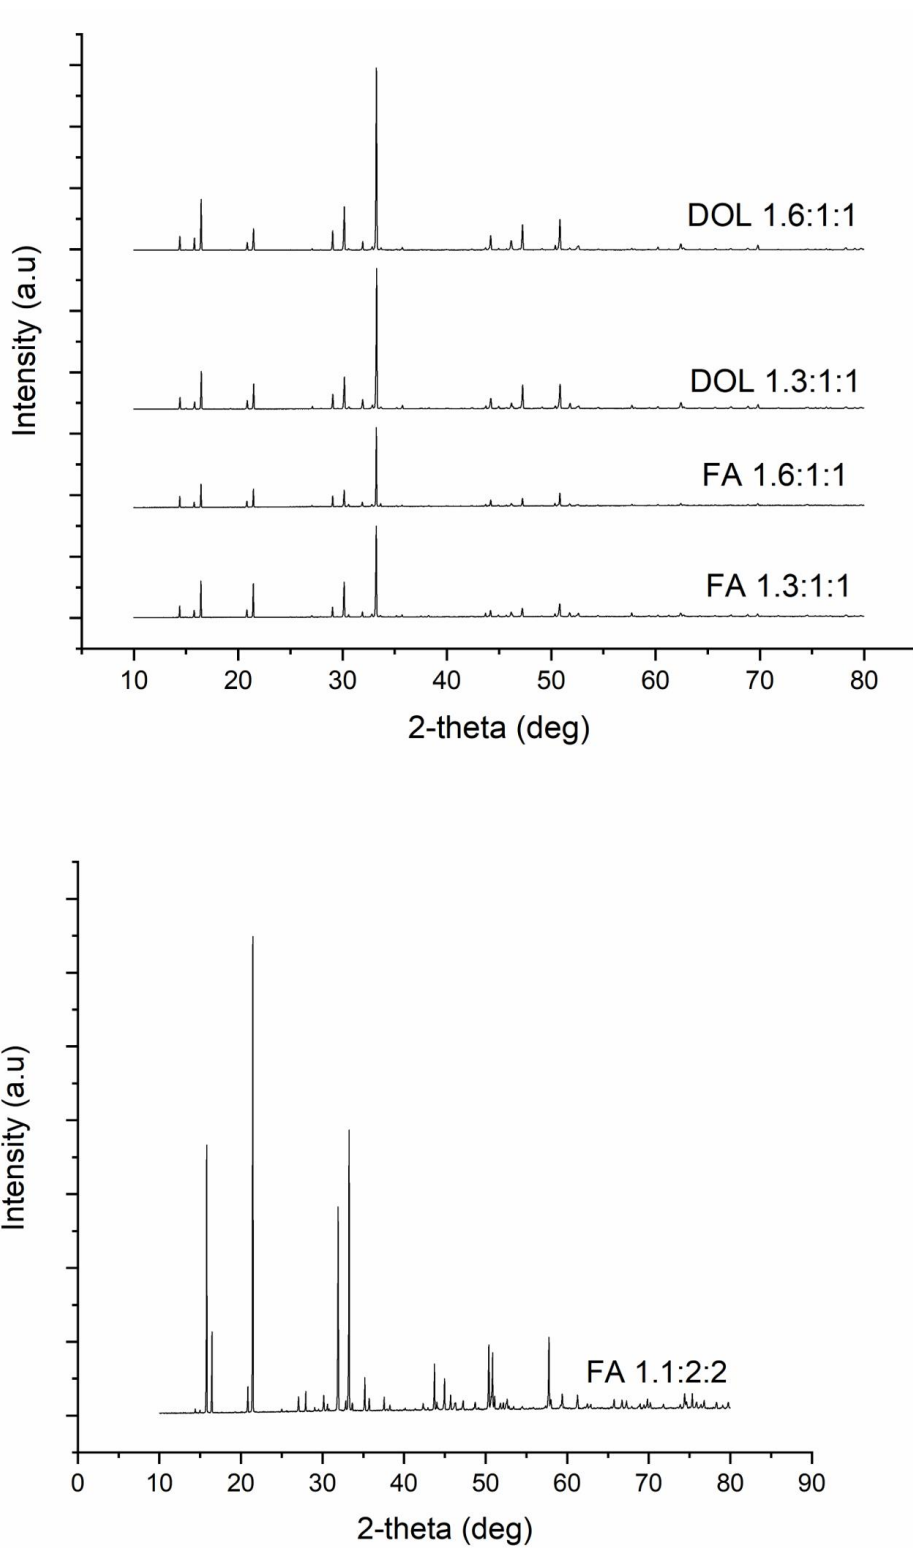 Intensity (a.u)
DOL 1.6:1:1
DOL 1.3:1:1
FA 1.6:1:1
FA 1.3:1:1
10 20 30 40 50 60 70 80
2-theta (deg)
Intensity (a.u)
FA 1.1:2:2
0 10 20 30 40 50 60 70 80 90
2-theta (deg)